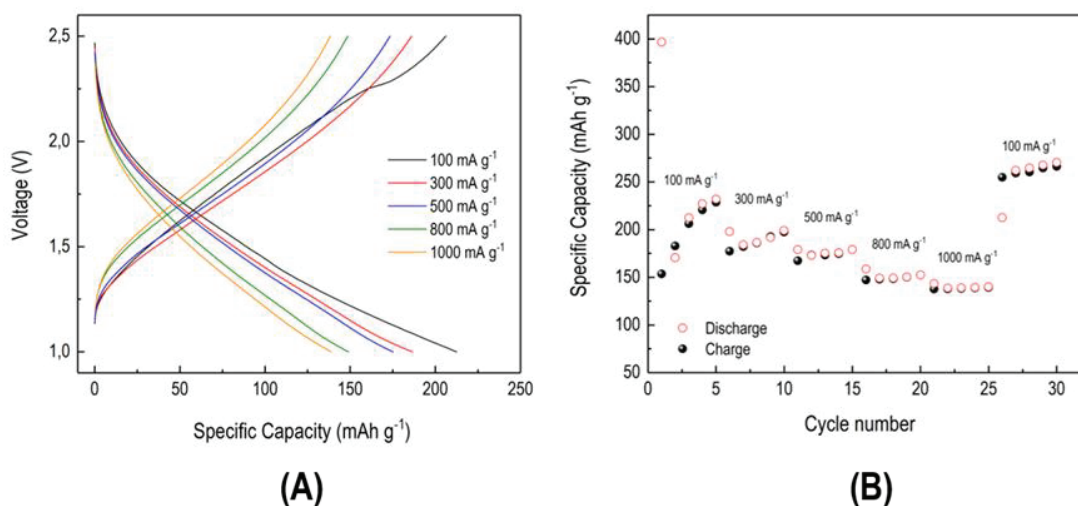 2,5
2,0
1,5
1,0
Voltage (V)
100 mA g⁻¹
300 mA g⁻¹
500 mA g⁻¹
800 mA g⁻¹
1000 mA g⁻¹
0 50 100 150 200 250
Specific Capacity (mAh g⁻¹)
(A)
400
350
300
250
200
150
100
50
Specific Capacity (mAh g⁻¹)
100 mA g⁻¹
300 mA g⁻¹
500 mA g⁻¹
800 mA g⁻¹
1000 mA g⁻¹
100 mA g⁻¹
Discharge
Charge
0 5 10 15 20 25 30
Cycle number
(B)